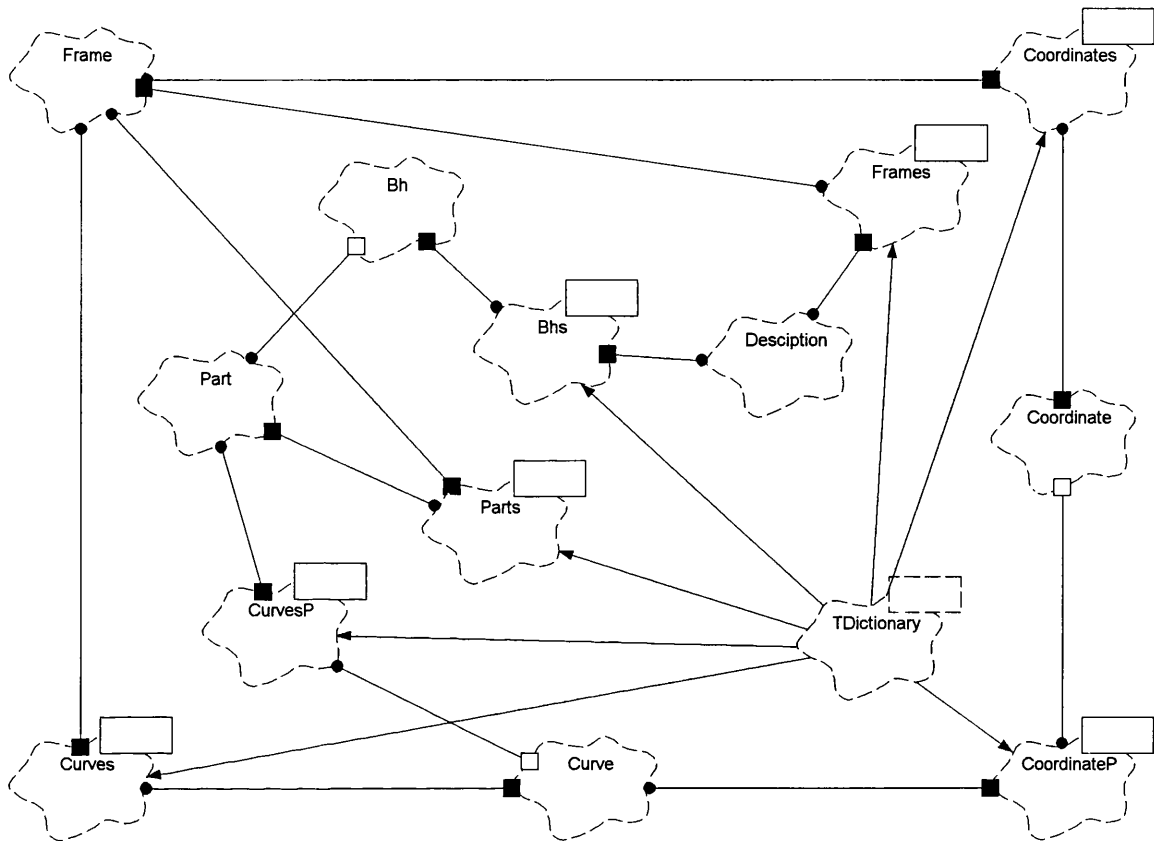 Frame
Coordinates
Frames
Bh
Bhs
Desciption
Part
Coordinate
Parts
CurvesP
TDictionary
Curves
Curve
CoordinateP